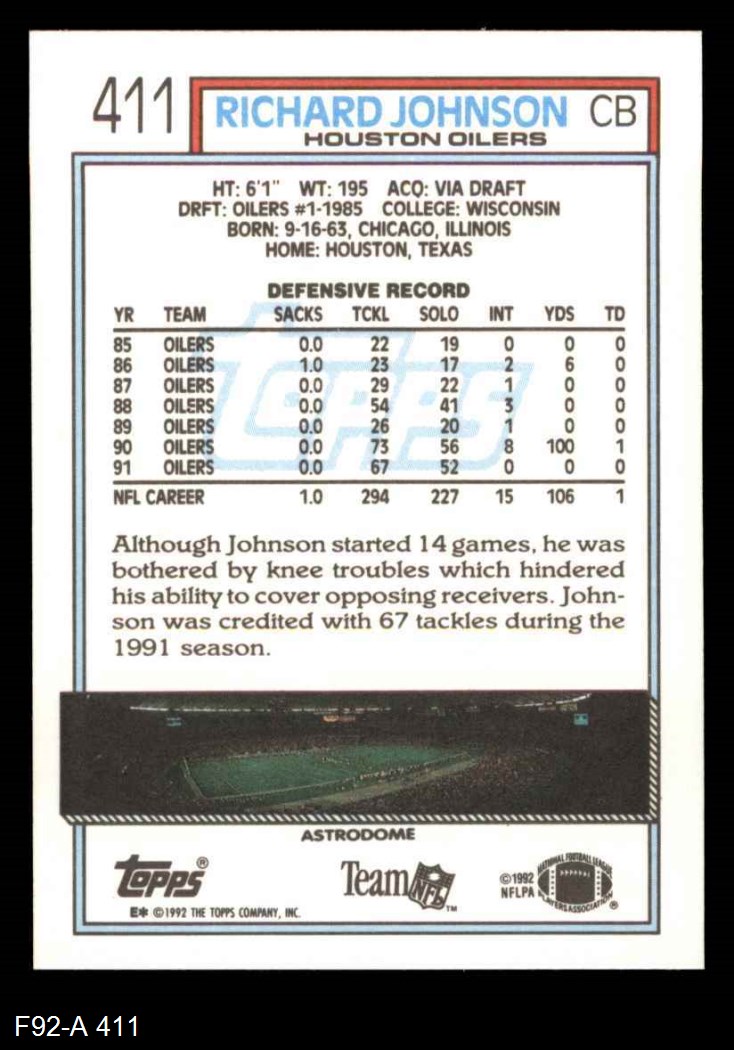 411 RICHARD JOHNSON CB
HOUSTON OILERS
HT: 6'1" WT: 195 ACQ: VIA DRAFT
DRFT: OILERS #1-1985 COLLEGE: WISCONSIN
BORN: 9-16-63, CHICAGO, ILLINOIS
HOME: HOUSTON, TEXAS
DEFENSIVE RECORD
YR TEAM SACKS TCKL SOLO INT YDS TD
85 OILERS 0.0 22 19 0 0 0
86 OILERS 1.0 23 17 2 6 0
87 OILERS 0.0 29 22 1 0 0
88 OILERS 0.0 54 41 3 0 0
89 OILERS 0.0 26 20 1 0 0
90 OILERS 0.0 73 56 8 100 1
91 OILERS 0.0 67 52 0 0 0
NFL CAREER 1.0 294 227 15 106 1
TOPPS
Although Johnson started 14 games, he was
bothered by knee troubles which hindered
his ability to cover opposing receivers. John-
son was credited with 67 tackles during the
1991 season.
ASTRODOME
TOPPS®
Team NFL™
©1992
NFLPA
NATIONAL FOOTBALL LEAGUE
PLAYERS ASSOCIATION ®
E* ©1992 THE TOPPS COMPANY, INC.
F92-A 411